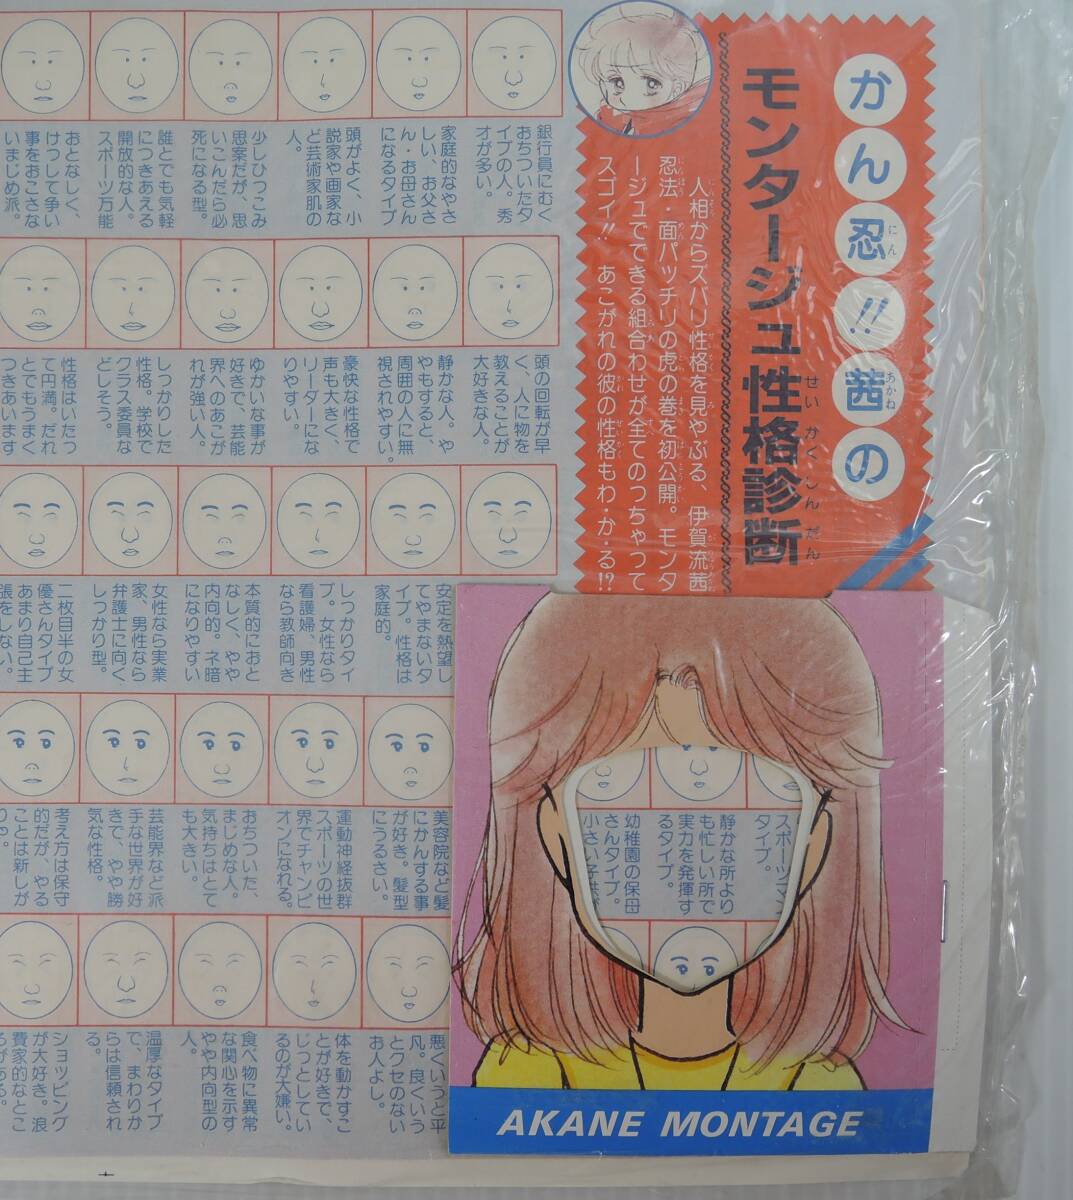 かん忍!!茜の
にん
あかね
モンタージュ性格診断
せいかくしんだん
人相からズバリ性格を見やぶる、伊賀流茜
忍法・面パッチリの虎の巻を初公開。モンタ
ージュでできる組合わせが全てのっちゃって
スゴイ!! あこがれの彼の性格もわ・か・る!?
銀行員にむく
おちついたタ
イプの人。秀
才が多い。
家庭的なやさ
しい、お父さ
ん・お母さん
になるタイプ
頭がよく、小
説家や画家な
ど芸術家肌の
人。
少しひっこみ
思案だが、思
いこんだら必
死になる型。
誰とでも気軽
につきあえる
開放的な人。
スポーツ万能
おとなしく、
けっして争い
事をおこさな
いまじめ派。
頭の回転が早
く、人に物を
教えることが
大好きな人。
静かな人。や
やもすると、
周囲の人に無
視されやすい。
豪快な性格で
声も大きく、
リーダーにな
りやすい。
ゆかいな事が
好きで、芸能
界へのあこが
れが強い人。
しっかりした
性格。学校で
クラス委員な
どしそう。
性格はいたっ
て円満。だれ
とでもうまく
つきあいます
安定を熱望し
てやまないタ
イプ。性格は
家庭的。
しっかりタイ
プ。女性なら
看護婦、男性
なら教師向き
本質的におと
なしく、やや
内向的。ネ暗
になりやすい
女性なら実業
家、男性なら
弁護士に向く
しっかり型。
二枚目半の女
優さんタイプ
あまり自己主
張をしない。
美容院など髪
にかんする事
が好き。髪型
にうるさい。
運動神経抜群
スポーツの世
界でチャンピ
オンになれる。
おちついた、
まじめな人。
気持ちはとて
も大きい。
芸能界など派
手な世界が好
きで、やや勝
気な性格。
考え方は保守
的だが、やる
ことは新しが
りや。
悪くいうと平
凡。良くいう
とクセのない
お人よし。
体を動かすこ
とが好きで、
じっとしてい
るのが大嫌い。
食べ物に異常
な関心を示す
やや内向型の
人。
温厚なタイプ
で、まわりか
らは信頼され
る。
ショッピング
が大好き。浪
費家的なとこ
ろがある。
スポーツマン
タイプ。
静かな所より
も忙しい所で
実力を発揮す
るタイプ。
幼稚園の保母
さんタイプ。
小さい子供が
AKANE MONTAGE